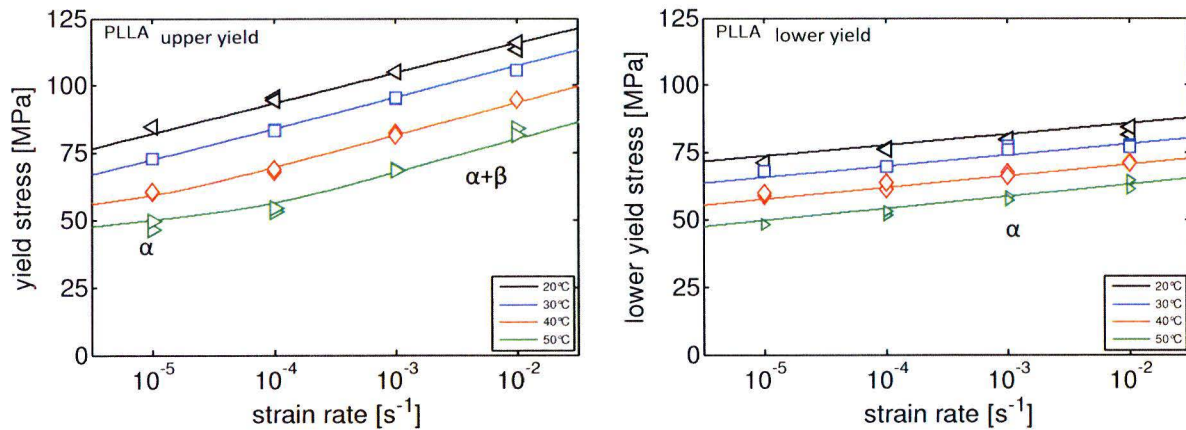 PLLA upper yield
125
100
75
50
25
0
yield stress [MPa]
α
α+β
20°C
30°C
40°C
50°C
10-5
10-4
10-3
10-2
strain rate [s-1]
PLLA lower yield
125
100
75
50
25
0
lower yield stress [MPa]
α
20°C
30°C
40°C
50°C
10-5
10-4
10-3
10-2
strain rate [s-1]